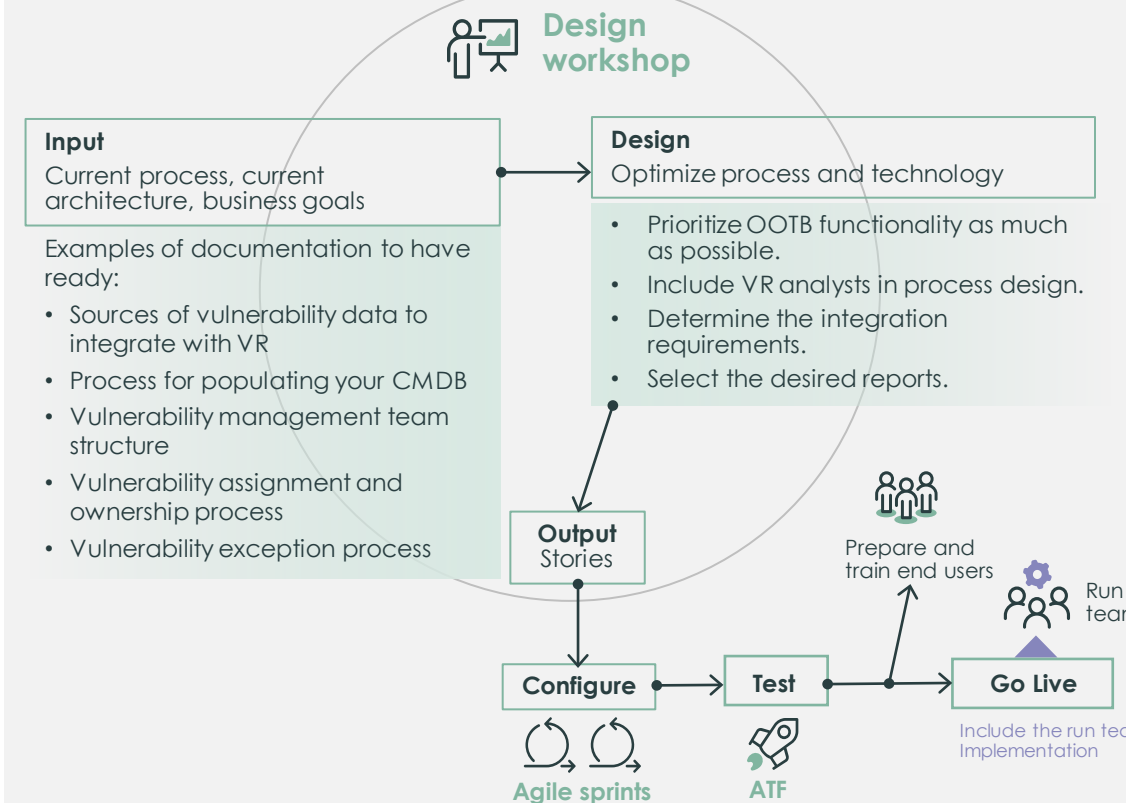 Design
workshop
Input
Current process, current
architecture, business goals
Examples of documentation to have
ready:
• Sources of vulnerability data to
integrate with VR
• Process for populating your CMDB
• Vulnerability management team
structure
• Vulnerability assignment and
ownership process
• Vulnerability exception process
Design
Optimize process and technology
• Prioritize OOTB functionality as much
as possible.
• Include VR analysts in process design.
• Determine the integration
requirements.
• Select the desired reports.
Output
Stories
Prepare and
train end users
Run
Configure
Test
Go Live
Include the run
Implementation
Agile sprints
ATF